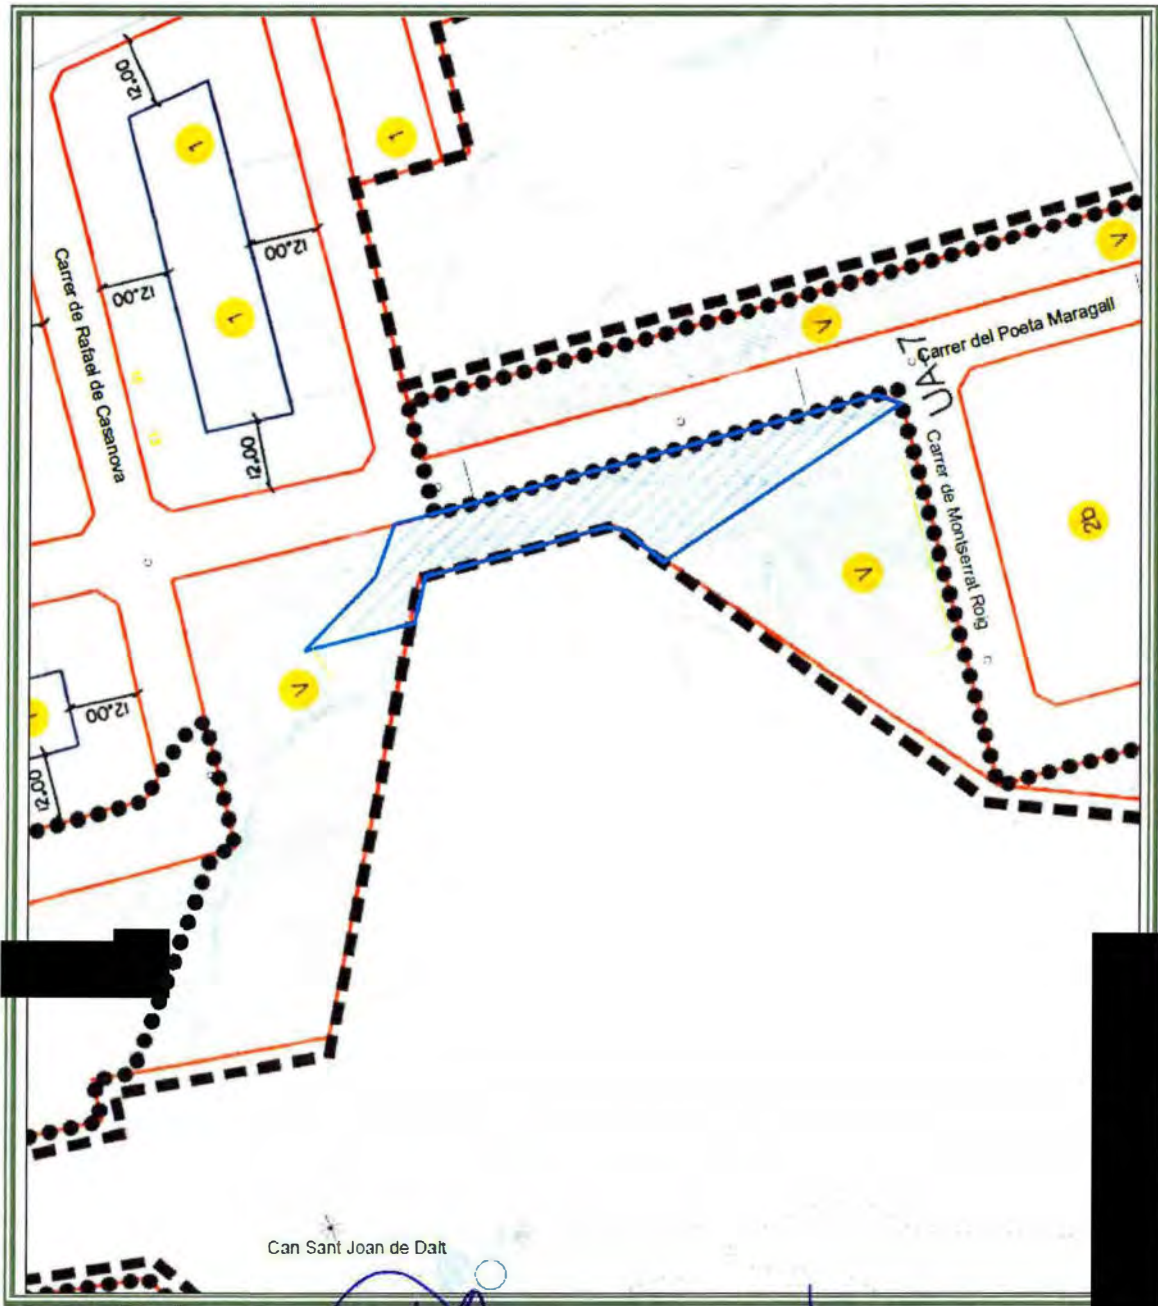 12.00
1
1
12.00
1
12.00
12.00
Carrer de Rafael de Casanova
V
Carrer del Poeta Maragall
V
UA-7
Carrer de Montserrat Roig
2b
V
V
12.00
1
12.00
Can Sant Joan de Dalt